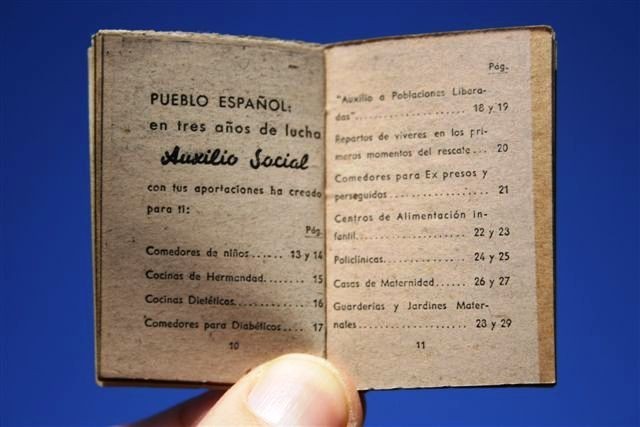 PUEBLO ESPAÑOL:
en tres años de lucha
Auxilio Social
con tus aportaciones ha creado
para ti:
Pág.
Comedores de niños....... 13 y 14
Cocinas de Hermandad..... 15
Cocinas Dietéticos......... 16
Comedores para Diabéticos.... 17
10
Pág.
"Auxilio a Poblaciones Libera-
das"................... 18 y 19
Repartos de víveres en los pri-
meros momentos del rescate... 20
Comedores para Ex presos y
perseguidos................ 21
Centros de Alimentación in-
fantil................... 22 y 23
Policlínicas............ 24 y 25
Casas de Maternidad....... 26 y 27
Guarderías y Jardines Mater-
nales.................... 28 y 29
11